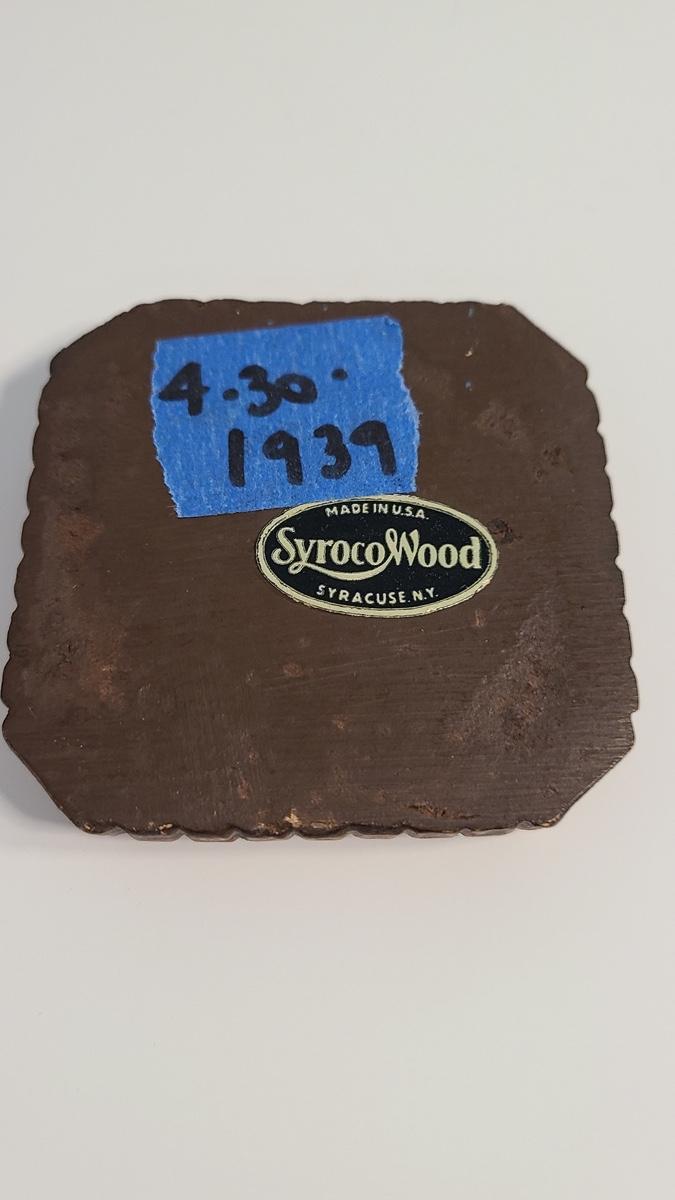 4.30.
1939
MADE IN U.S.A.
SyrocoWood
SYRACUSE. N.Y.